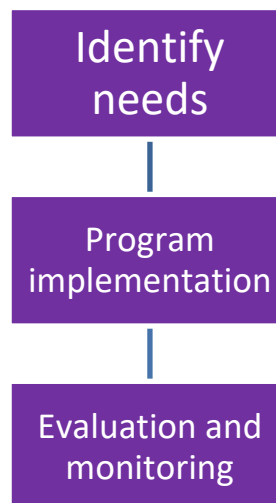 Identify
needs
Program
implementation
Evaluation and
monitoring